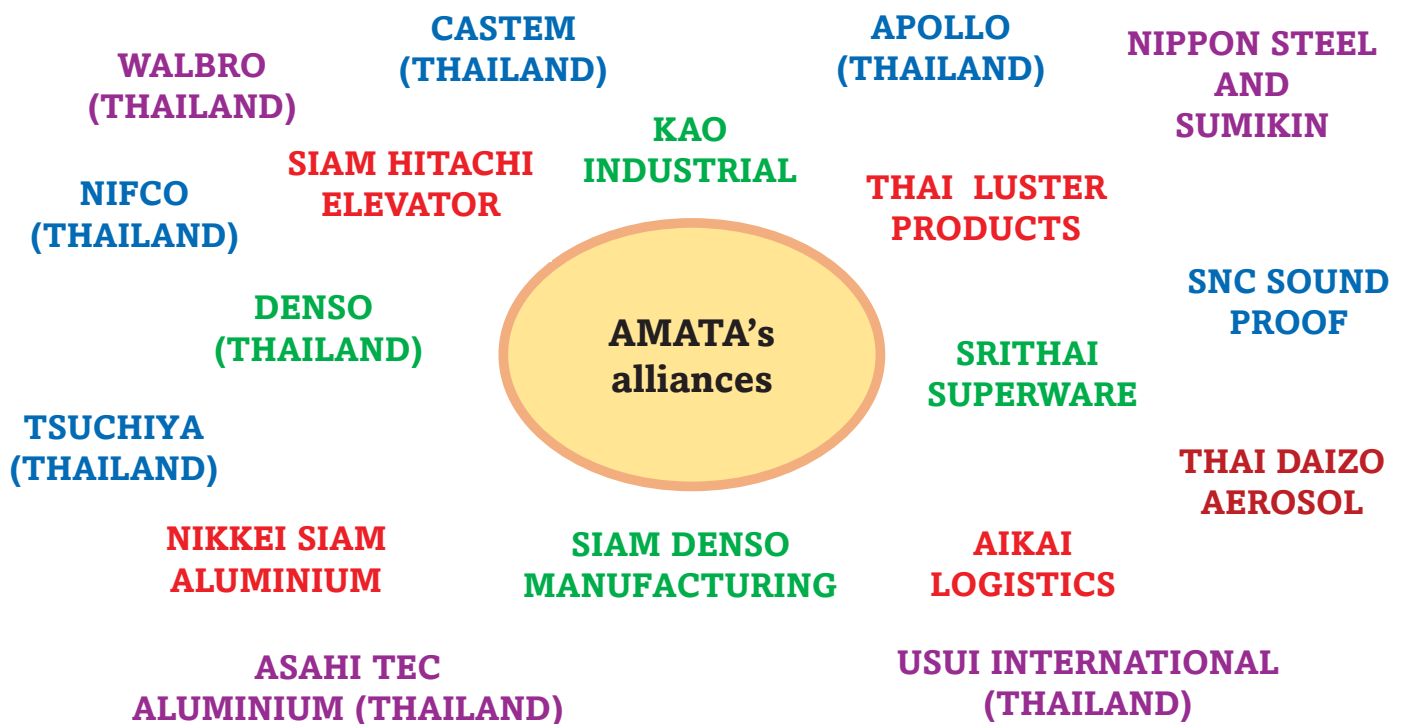 CASTEM
(THAILAND)
APOLLO
(THAILAND)
NIPPON STEEL
AND
SUMIKIN
WALBRO
(THAILAND)
KAO
INDUSTRIAL
SIAM HITACHI
ELEVATOR
THAI LUSTER
PRODUCTS
NIFCO
(THAILAND)
SNC SOUND
PROOF
DENSO
(THAILAND)
AMATA's
alliances
SRITHAI
SUPERWARE
TSUCHIYA
(THAILAND)
THAI DAIZO
AEROSOL
NIKKEI SIAM
ALUMINIUM
SIAM DENSO
MANUFACTURING
AIKAI
LOGISTICS
ASAHI TEC
ALUMINIUM (THAILAND)
USUI INTERNATIONAL
(THAILAND)